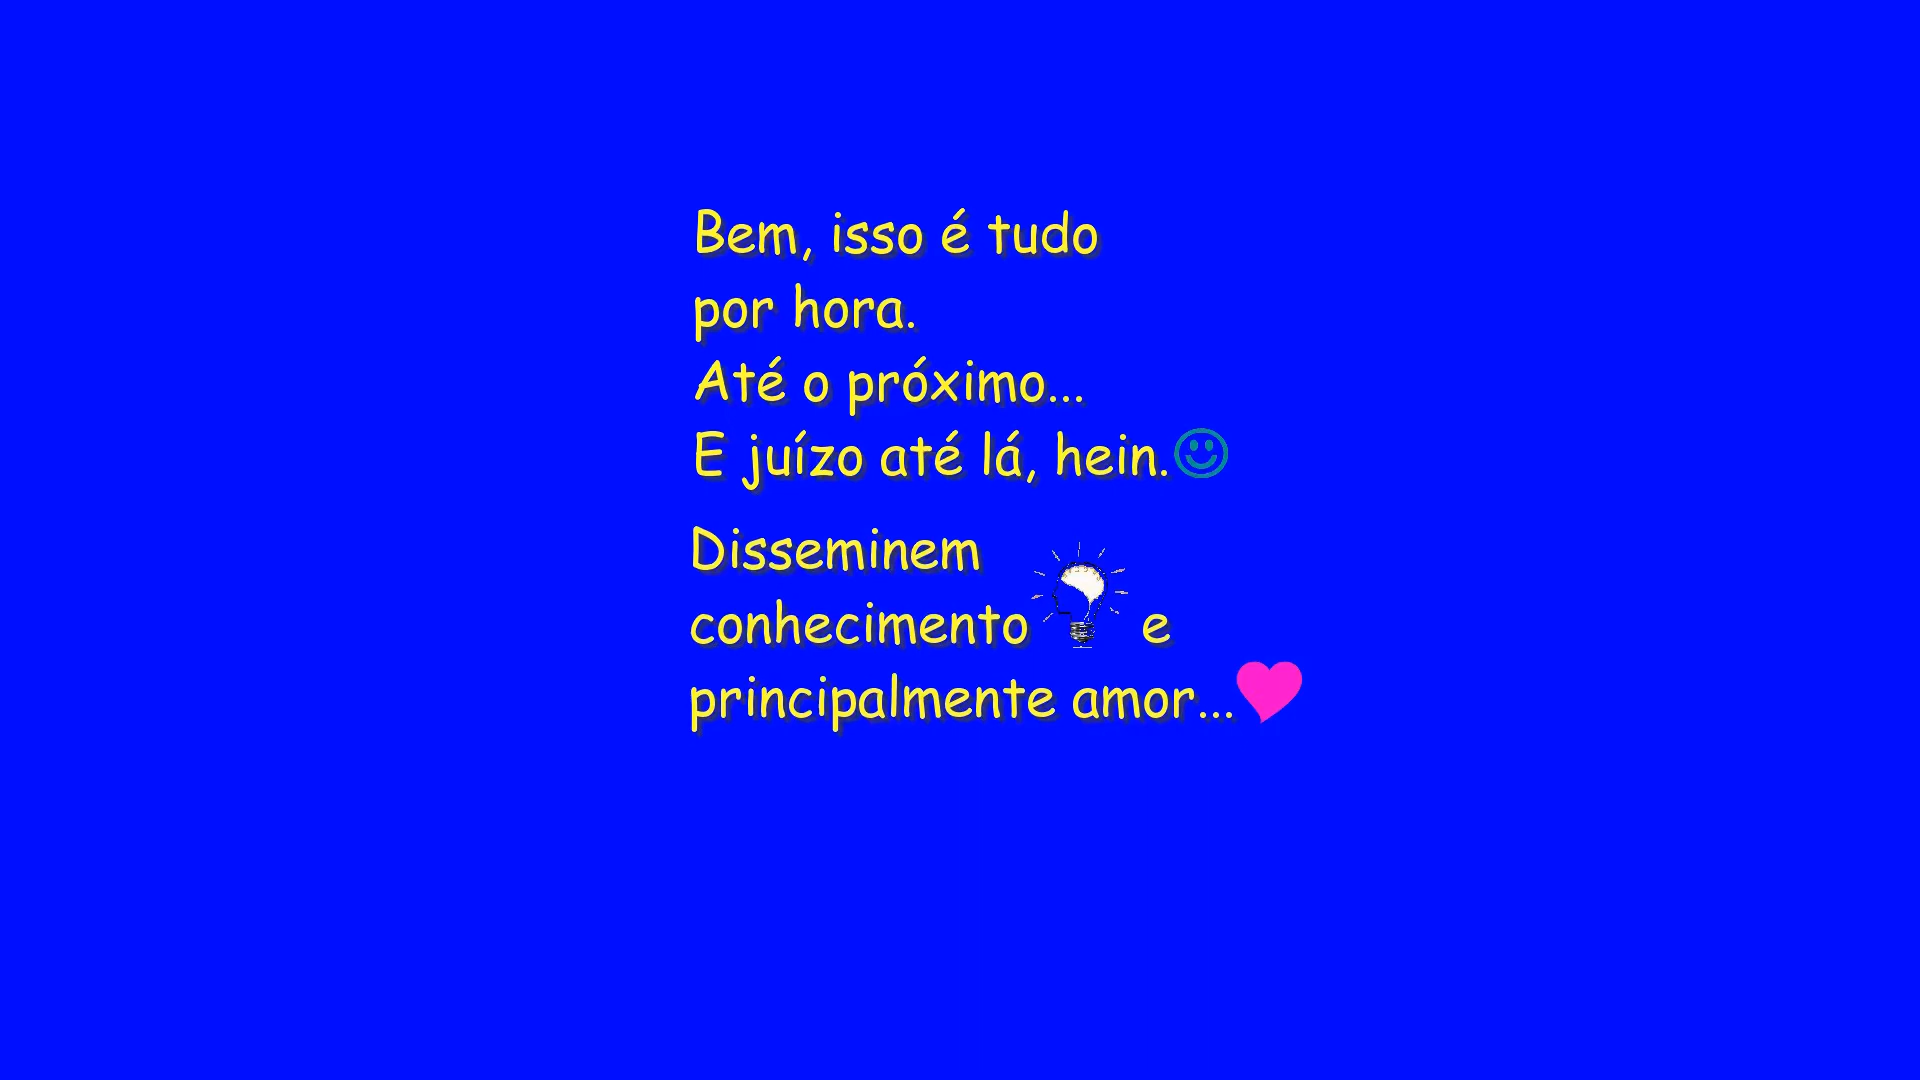 Bem, isso é tudo
por hora.
Até o próximo...
E juízo até lá, hein.
Disseminem
conhecimento e
principalmente amor...